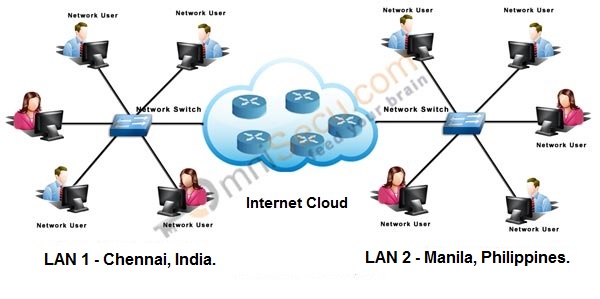 Network User
Network User
Network User
Network User
Network Switch
Network User
Network User
Network User
Network Switch
Network User
Network User
Network User
Internet Cloud
OmniSecu.com
feed your brain
LAN 1 - Chennai, India.
LAN 2 - Manila, Philippines.